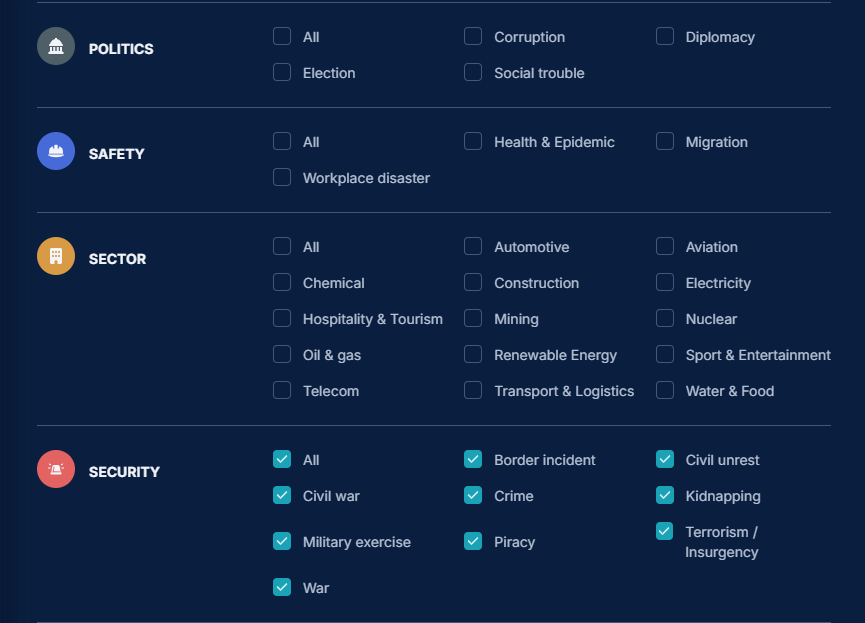 POLITICS
All
Corruption
Diplomacy
Election
Social trouble
SAFETY
All
Health & Epidemic
Migration
Workplace disaster
SECTOR
All
Automotive
Aviation
Chemical
Construction
Electricity
Hospitality & Tourism
Mining
Nuclear
Oil & gas
Renewable Energy
Sport & Entertainment
Telecom
Transport & Logistics
Water & Food
SECURITY
All
Border incident
Civil unrest
Civil war
Crime
Kidnapping
Military exercise
Piracy
Terrorism /
Insurgency
War